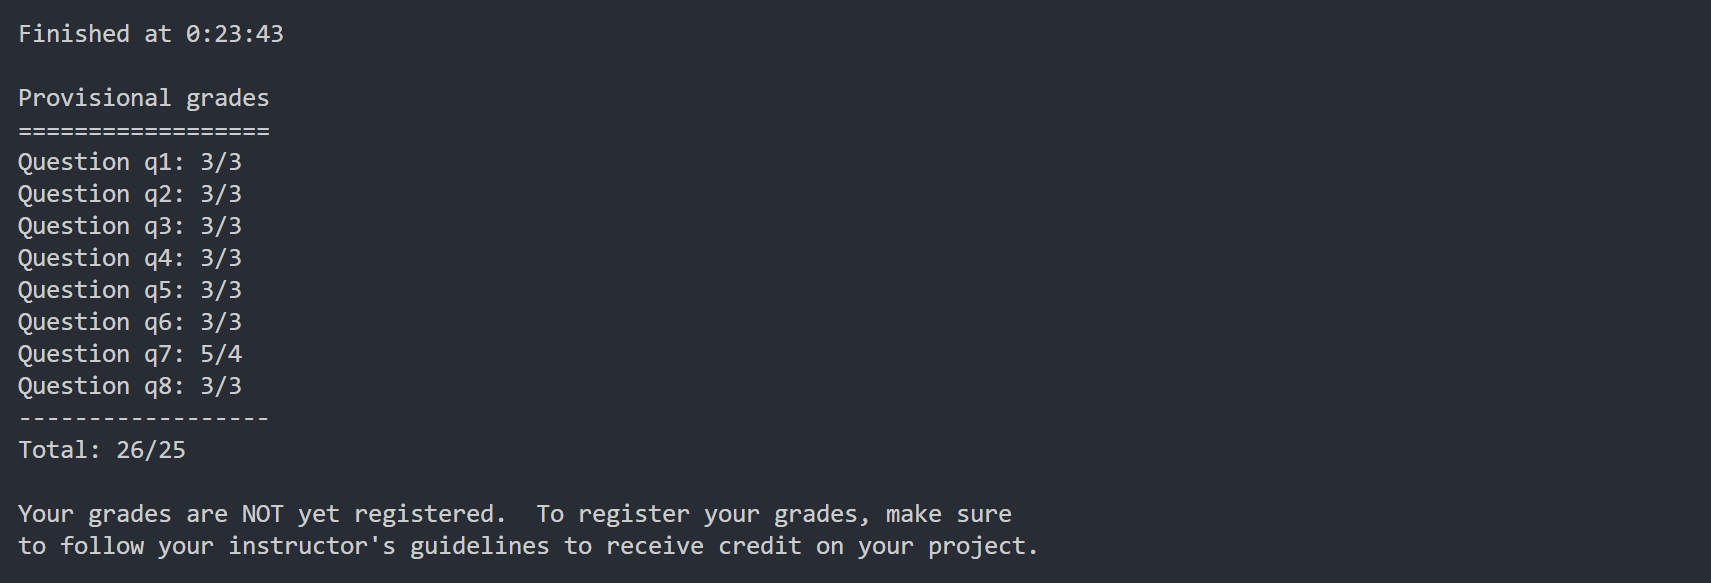 Finished at 0:23:43
Provisional grades
==================
Question q1: 3/3
Question q2: 3/3
Question q3: 3/3
Question q4: 3/3
Question q5: 3/3
Question q6: 3/3
Question q7: 5/4
Question q8: 3/3
------------------
Total: 26/25
Your grades are NOT yet registered.  To register your grades, make sure
to follow your instructor's guidelines to receive credit on your project.